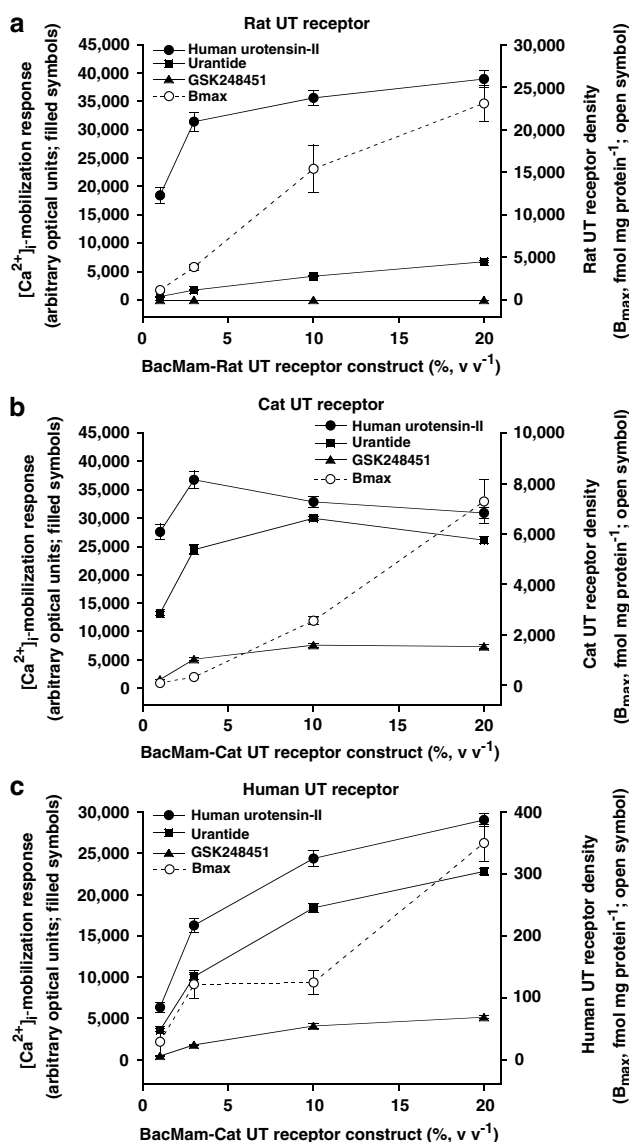 a
Rat UT receptor
Human urotensin-II
Urantide
GSK248451
Bmax
45,000
40,000
35,000
30,000
25,000
20,000
15,000
10,000
5,000
0
[Ca²⁺]ᵢ-mobilization response
(arbitrary optical units; filled symbols)
30,000
25,000
20,000
15,000
10,000
5,000
0
Rat UT receptor density
(Bmax, fmol mg protein⁻¹; open symbol)
0 5 10 15 20
BacMam-Rat UT receptor construct (%, v v⁻¹)
b
Cat UT receptor
Human urotensin-II
Urantide
GSK248451
Bmax
45,000
40,000
35,000
30,000
25,000
20,000
15,000
10,000
5,000
0
[Ca²⁺]ᵢ-mobilization response
(arbitrary optical units; filled symbols)
10,000
8,000
6,000
4,000
2,000
0
Cat UT receptor density
(Bmax, fmol mg protein⁻¹; open symbol)
0 5 10 15 20
BacMam-Cat UT receptor construct (%, v v⁻¹)
c
Human UT receptor
Human urotensin-II
Urantide
GSK248451
Bmax
30,000
25,000
20,000
15,000
10,000
5,000
0
[Ca²⁺]ᵢ-mobilization response
(arbitrary optical units; filled symbols)
400
300
200
100
0
Human UT receptor density
(Bmax, fmol mg protein⁻¹; open symbol)
0 5 10 15 20
BacMam-Cat UT receptor construct (%, v v⁻¹)